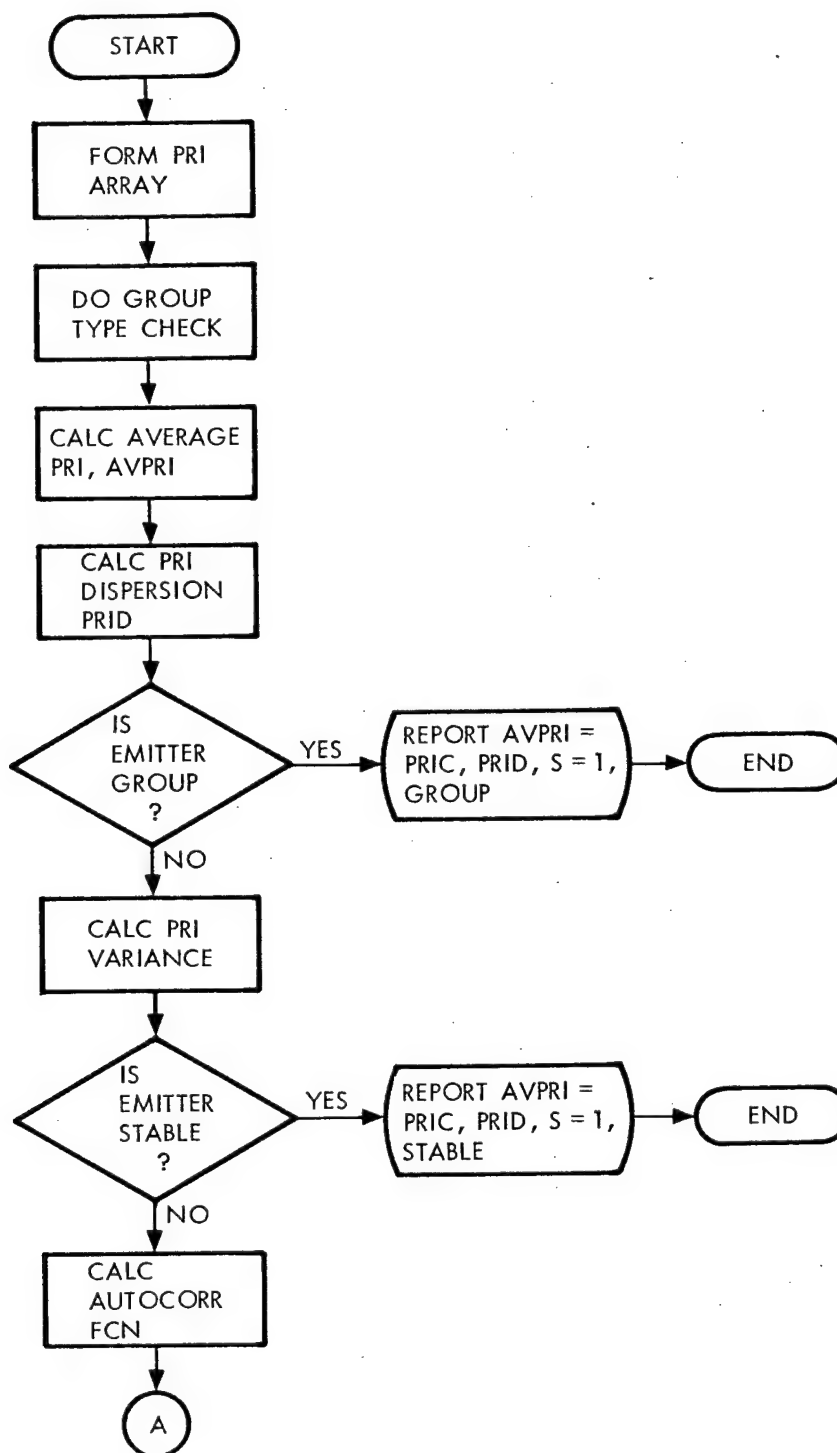 START
FORM PRI
ARRAY
DO GROUP
TYPE CHECK
CALC AVERAGE
PRI, AVPRI
CALC PRI
DISPERSION
PRID
IS
EMITTER
GROUP
?
YES
REPORT AVPRI =
PRIC, PRID, S = 1,
GROUP
END
NO
CALC PRI
VARIANCE
IS
EMITTER
STABLE
?
YES
REPORT AVPRI =
PRIC, PRID, S = 1,
STABLE
END
NO
CALC
AUTOCORR
FCN
A